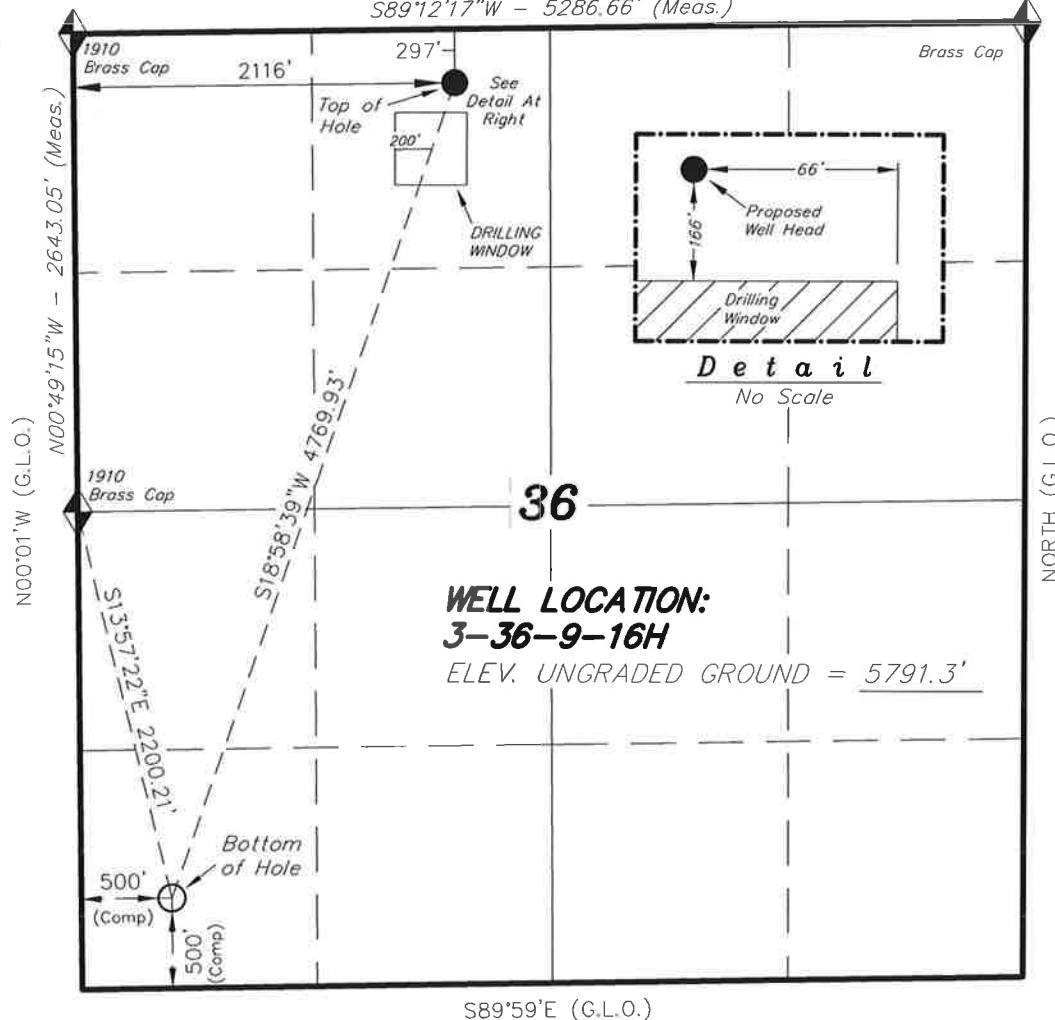 S89°12'17"W - 5286.66' (Meas.)
1910
Brass Cap
2116'
297'
Brass Cap
Top of
Hole
See
Detail At
Right
200'
DRILLING
WINDOW
66'
Proposed
Well Head
166'
Drilling
Window
Detail
No Scale
N00°49'15"W - 2643.05' (Meas.)
N00°01'W (G.L.O.)
NORTH (G.L.O.)
1910
Brass Cap
S18°58'39"W 4769.93'
36
WELL LOCATION:
3-36-9-16H
ELEV. UNGRADED GROUND = 5791.3'
S13°57'22"E 2200.21'
Bottom
of Hole
500'
(Comp)
500'
(Comp)
S89°59'E (G.L.O.)